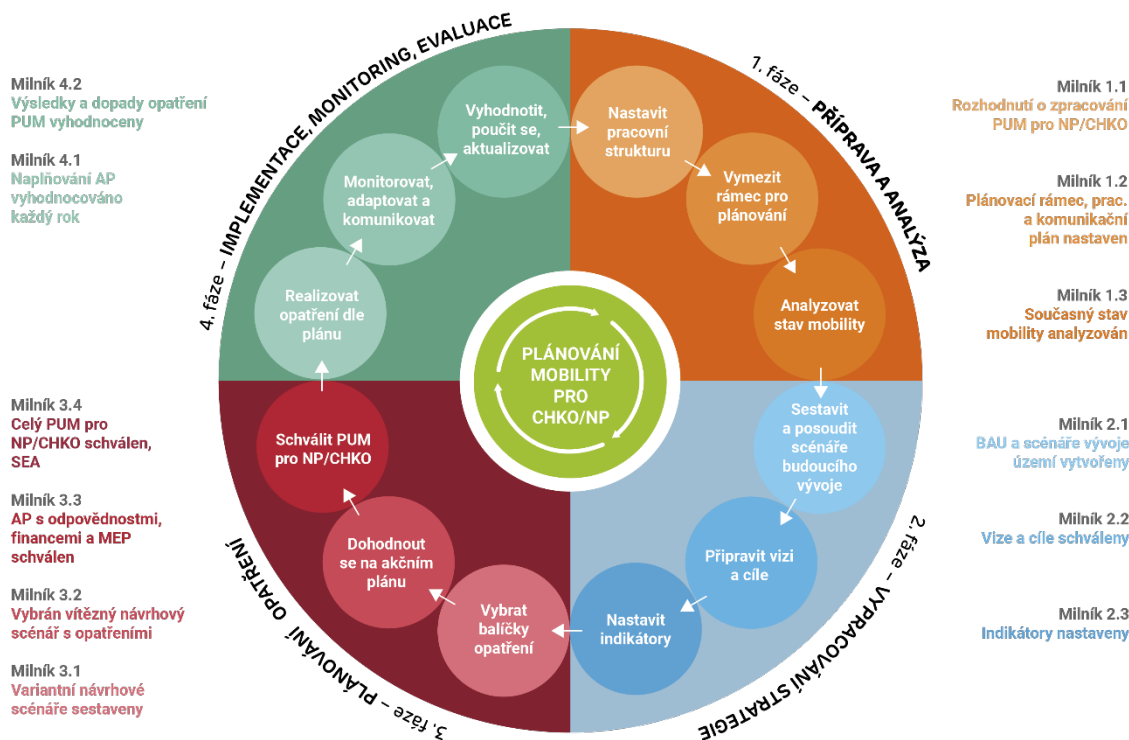 4. fáze – IMPLEMENTACE, MONITORING, EVALUACE
1. fáze – PŘÍPRAVA A ANALÝZA
2. fáze – VYPRACOVÁNÍ STRATEGIE
3. fáze – PLÁNOVÁNÍ OPATŘENÍ
Milník 4.2
Výsledky a dopady opatření
PUM vyhodnoceny
Milník 4.1
Naplňování AP
vyhodnocováno
každý rok
Milník 3.4
Celý PUM pro
NP/CHKO schválen,
SEA
Milník 3.3
AP s odpovědnostmi,
financemi a MEP
schválen
Milník 3.2
Vybrán vítězný návrhový
scénář s opatřeními
Milník 3.1
Variantní návrhové
scénáře sestaveny
Nastavit
pracovní
strukturu
Vymezit
rámec pro
plánování
Analyzovat
stav mobility
Sestavit
a posoudit
scénáře
budoucího
vývoje
Připravit vizi
a cíle
Nastavit
indikátory
Vybrat
balíčky
opatření
Dohodnout
se na akčním
plánu
Schválit PUM
pro NP/CHKO
Realizovat
opatření dle
plánu
Monitorovat,
adaptovat a
komunikovat
Vyhodnotit,
poučit se,
aktualizovat
PLÁNOVÁNÍ
MOBILITY
PRO
CHKO/NP
Milník 1.1
Rozhodnutí o zpracování
PUM pro NP/CHKO
Milník 1.2
Plánovací rámec, prac.
a komunikační
plán nastaven
Milník 1.3
Současný stav
mobility analyzován
Milník 2.1
BAU a scénáře vývoje
území vytvořeny
Milník 2.2
Vize a cíle schváleny
Milník 2.3
Indikátory nastaveny